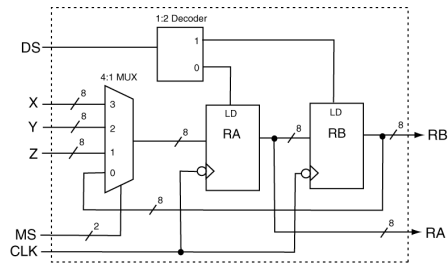 1:2 Decoder
DS
1
0
4:1 MUX
X 8 3
Y 8 2
Z 8 1
0
8
LD
RA
8
LD
RB
8 RB
8
MS 2
8 RA
CLK